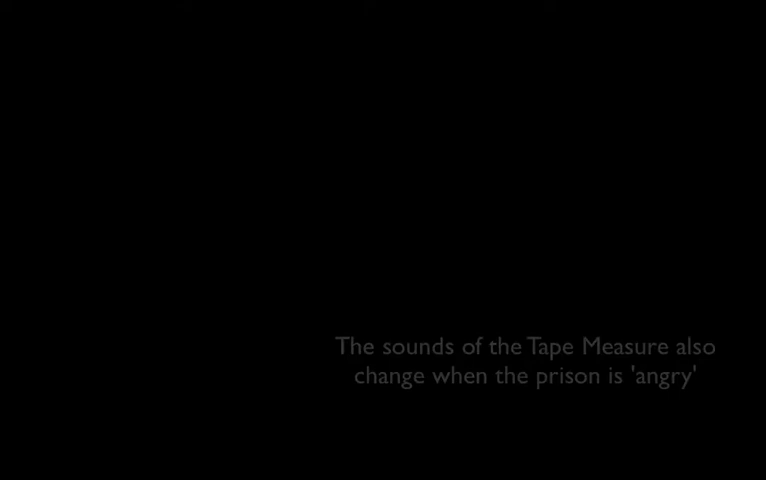 The sounds of the Tape Measure also
change when the prison is 'angry'